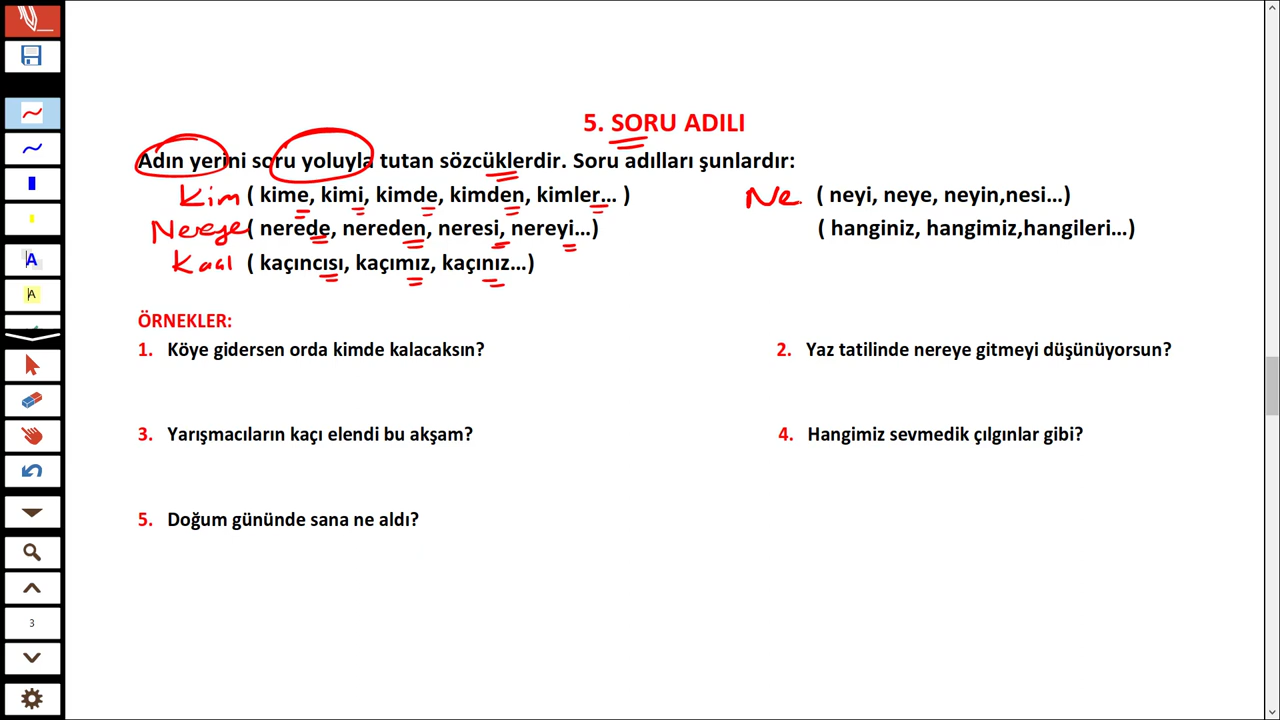 5. SORU ADILI
Adın yerini soru yoluyla tutan sözcüklerdir. Soru adılları şunlardır:
Kim ( kime, kimi, kimde, kimden, kimler... ) Ne ( neyi, neye, neyin,nesi...)
Nereye ( nerede, nereden, neresi, nereyi...) ( hanginiz, hangimiz,hangileri...)
( kaçıncısı, kaçımız, kaçınız...)
ÖRNEKLER:
1. Köye gidersen orda kimde kalacaksın? 2. Yaz tatilinde nereye gitmeyi düşünüyorsun?
3. Yarışmacıların kaçı elendi bu akşam? 4. Hangimiz sevmedik çılgınlar gibi?
5. Doğum gününde sana ne aldı?
A
A
3